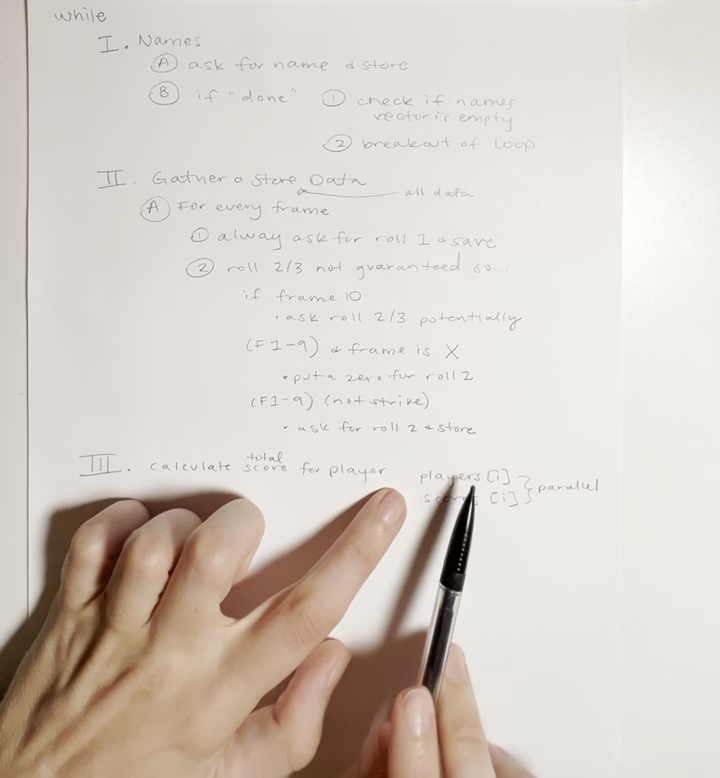 while
I. Names
A ask for name & store
B if "done" 1 check if names
vector is empty
2 breakout of loop
II. Gather & Store Data
all data
A For every frame
1 alway ask for roll 1 & save
2 roll 2/3 not guaranteed so...
if frame 10
• ask roll 2/3 potentially
(F1-9) & frame is X
• put a zero for roll 2
(F1-9) (not strike)
• ask for roll 2 & store
III. calculate total score for player
players [i] } parallel
[i]